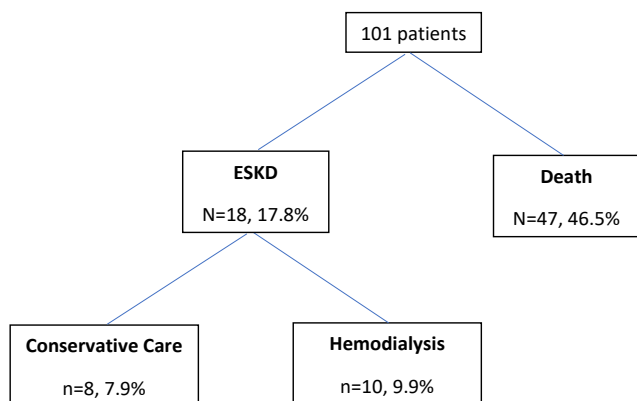 101 patients
ESKD
N=18, 17.8%
Death
N=47, 46.5%
Conservative Care
n=8, 7.9%
Hemodialysis
n=10, 9.9%